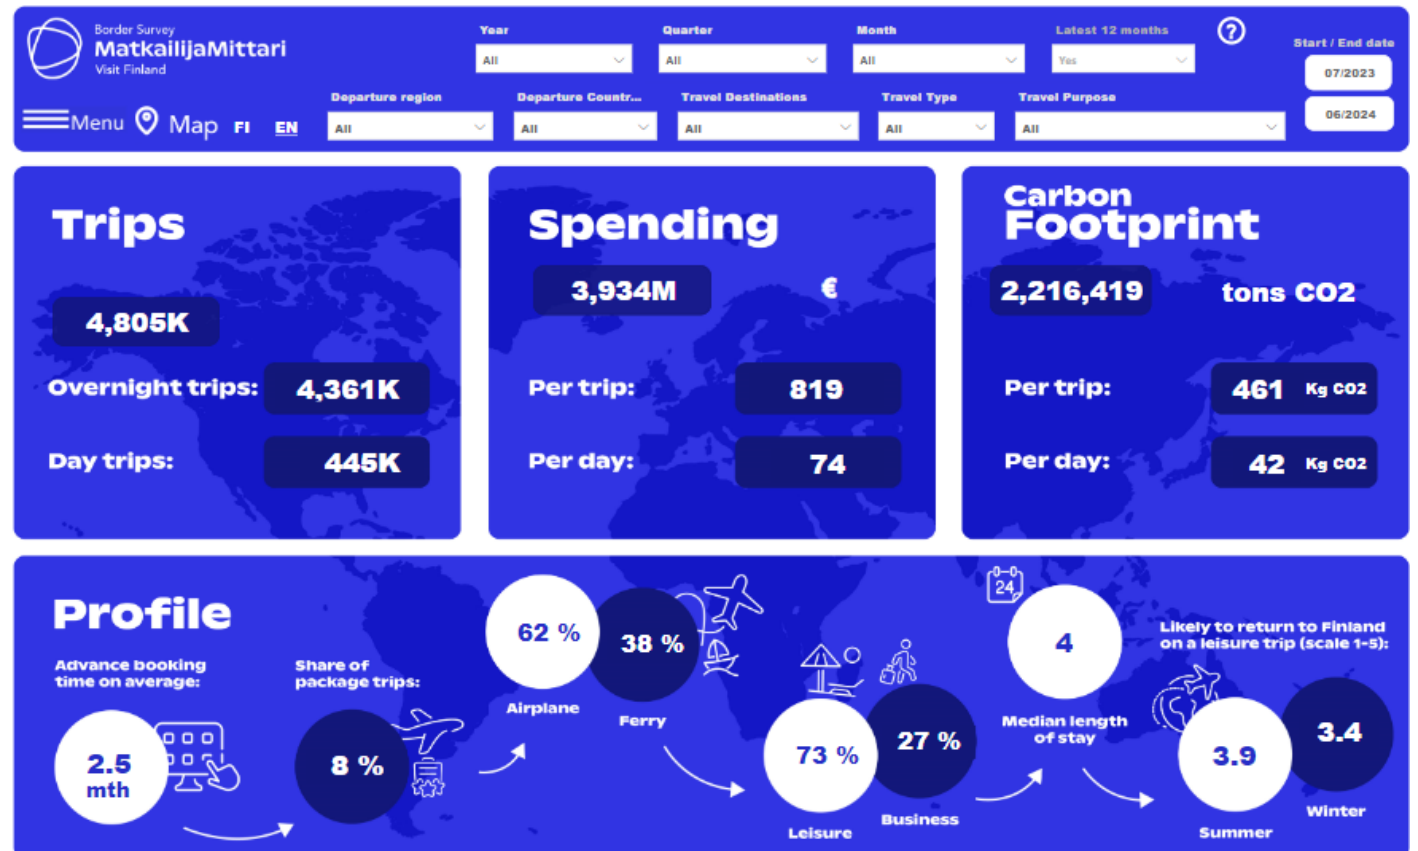 Border Survey
MatkailijaMittari
Visit Finland
Menu
Map
FI
EN
Year
All
Quarter
All
Month
All
Latest 12 months
Yes
?
Start / End date
07/2023
06/2024
Departure region
All
Departure Countr...
All
Travel Destinations
All
Travel Type
All
Travel Purpose
All
Trips
4,805K
Overnight trips: 4,361K
Day trips: 445K
Spending
3,934M €
Per trip: 819
Per day: 74
Carbon
Footprint
2,216,419 tons CO2
Per trip: 461 Kg CO2
Per day: 42 Kg CO2
Profile
Advance booking
time on average:
2.5
mth
Share of
package trips:
8 %
62 %
Airplane
38 %
Ferry
73 %
Leisure
27 %
Business
24
4
Median length
of stay
Likely to return to Finland
on a leisure trip (scale 1-5):
3.9
Summer
3.4
Winter